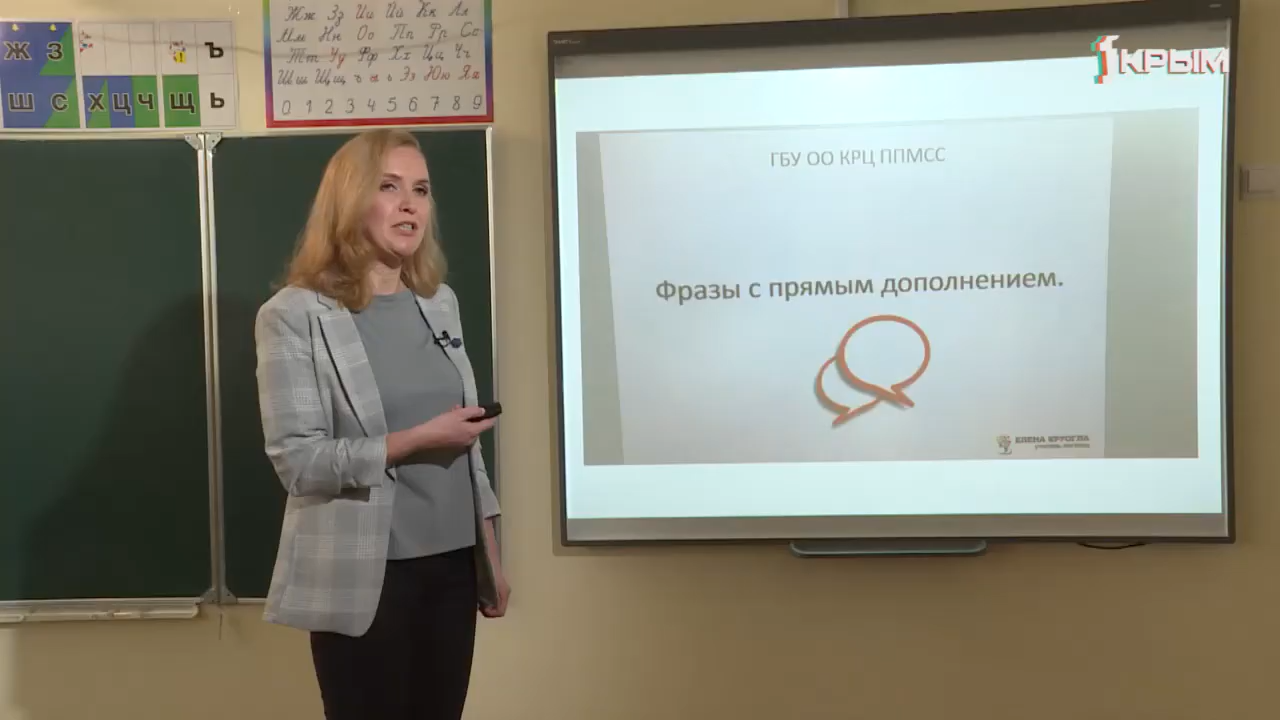 Ж З Ъ
Ш С Х Ц Ч Щ Ь
Жж Зз Ии Йй Кк Лл
Мм Нн Оо Пп Рр Сс
Тт Уу Фф Хх Цц Чч
Шш Щщ ъ ы ь Ээ Юю Яя
0 1 2 3 4 5 6 7 8 9
1КРЫМ
ГБУ ОО КРЦ ППМСС
Фразы с прямым дополнением.
ЕЛЕНА